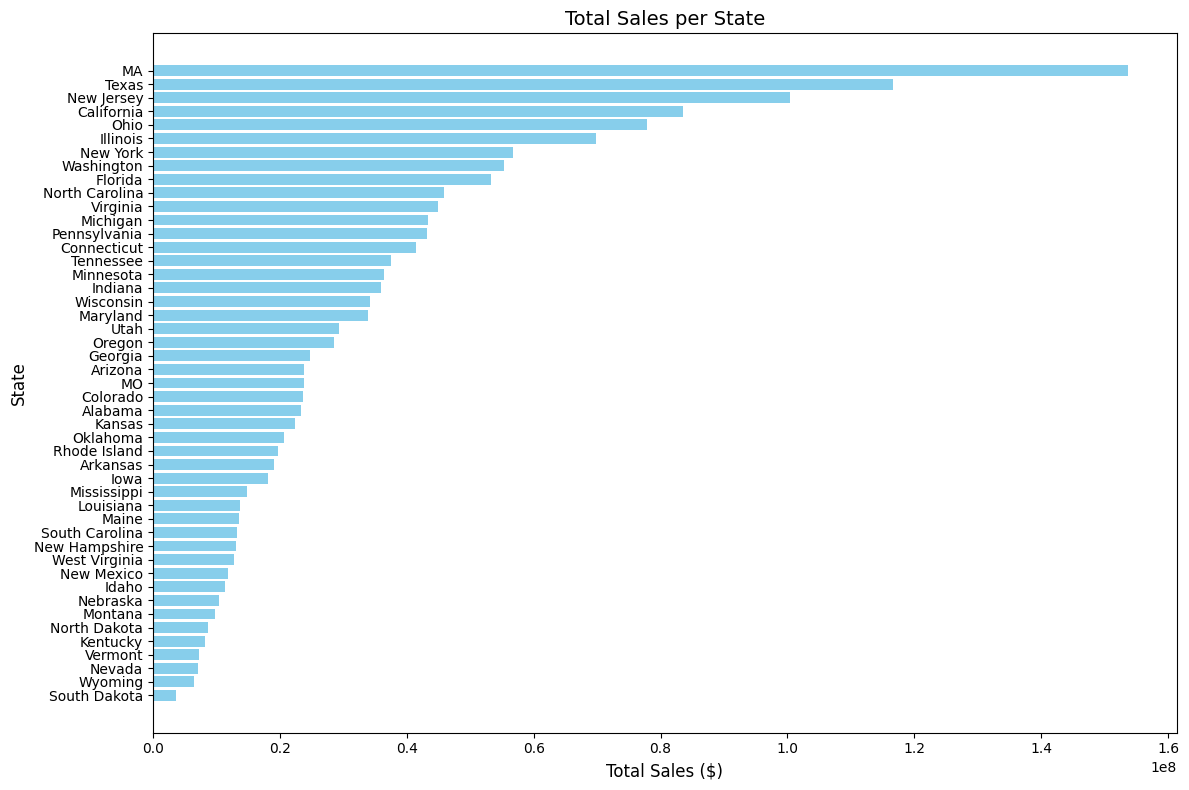 Total Sales per State
MA
Texas
New Jersey
California
Ohio
Illinois
New York
Washington
Florida
North Carolina
Virginia
Michigan
Pennsylvania
Connecticut
Tennessee
Minnesota
Indiana
Wisconsin
Maryland
Utah
Oregon
Georgia
Arizona
MO
Colorado
Alabama
Kansas
Oklahoma
Rhode Island
Arkansas
Iowa
Mississippi
Louisiana
Maine
South Carolina
New Hampshire
West Virginia
New Mexico
Idaho
Nebraska
Montana
North Dakota
Kentucky
Vermont
Nevada
Wyoming
South Dakota
State
0.0 0.2 0.4 0.6 0.8 1.0 1.2 1.4 1.6
1e8
Total Sales ($)